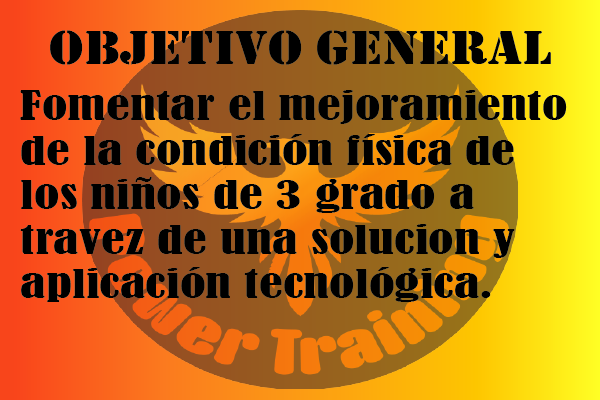 OBJETIVO GENERAL
Fomentar el mejoramiento
de la condición física de
los niños de 3 grado a
travez de una solucion y
aplicación tecnológica.
Power Training